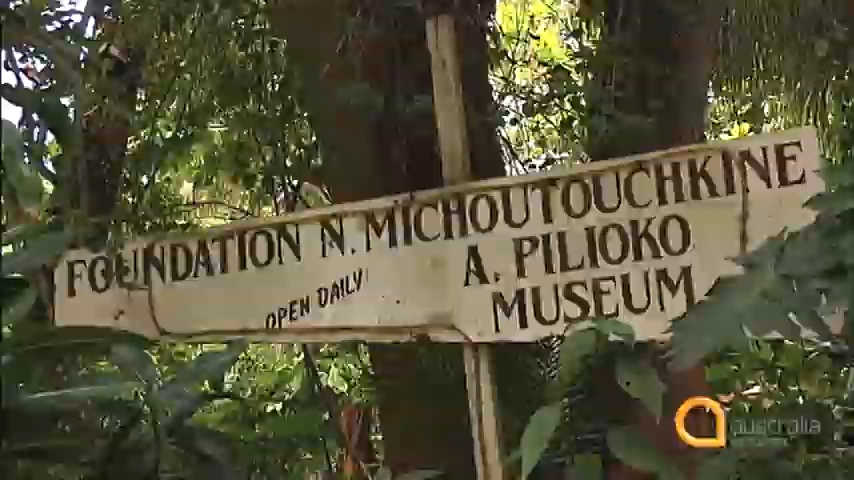 FOUNDATION N. MICHOUTOUCHKINE
A. PILIOKO
OPEN DAILY
MUSEUM
australia